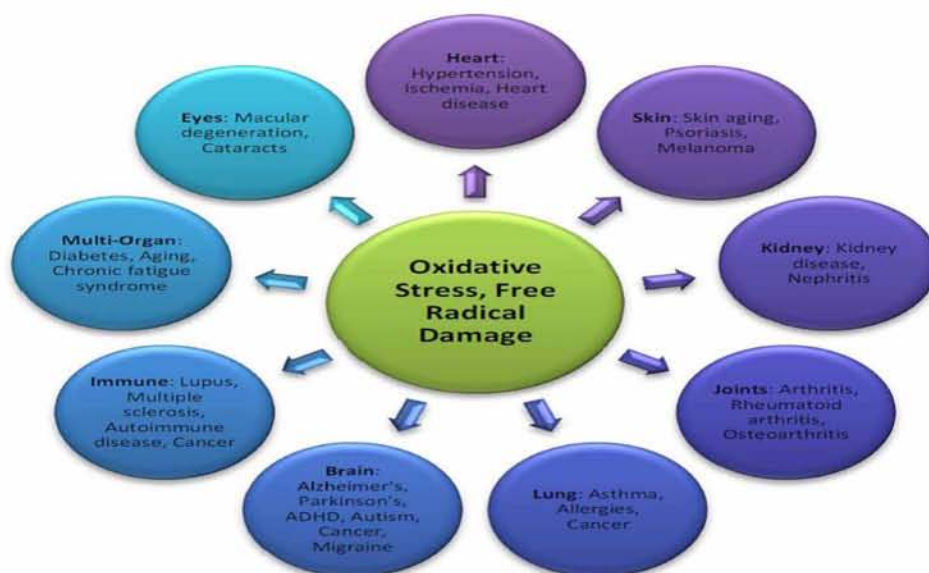 Oxidative
Stress, Free
Radical
Damage
Heart:
Hypertension,
Ischemia, Heart
disease
Skin: Skin aging,
Psoriasis,
Melanoma
Kidney: Kidney
disease,
Nephritis
Joints: Arthritis,
Rheumatoid
arthritis,
Osteoarthritis
Lung: Asthma,
Allergies,
Cancer
Brain:
Alzheimer's,
Parkinson's,
ADHD, Autism,
Cancer,
Migraine
Immune: Lupus,
Multiple
sclerosis,
Autoimmune
disease, Cancer
Multi-Organ:
Diabetes, Aging,
Chronic fatigue
syndrome
Eyes: Macular
degeneration,
Cataracts